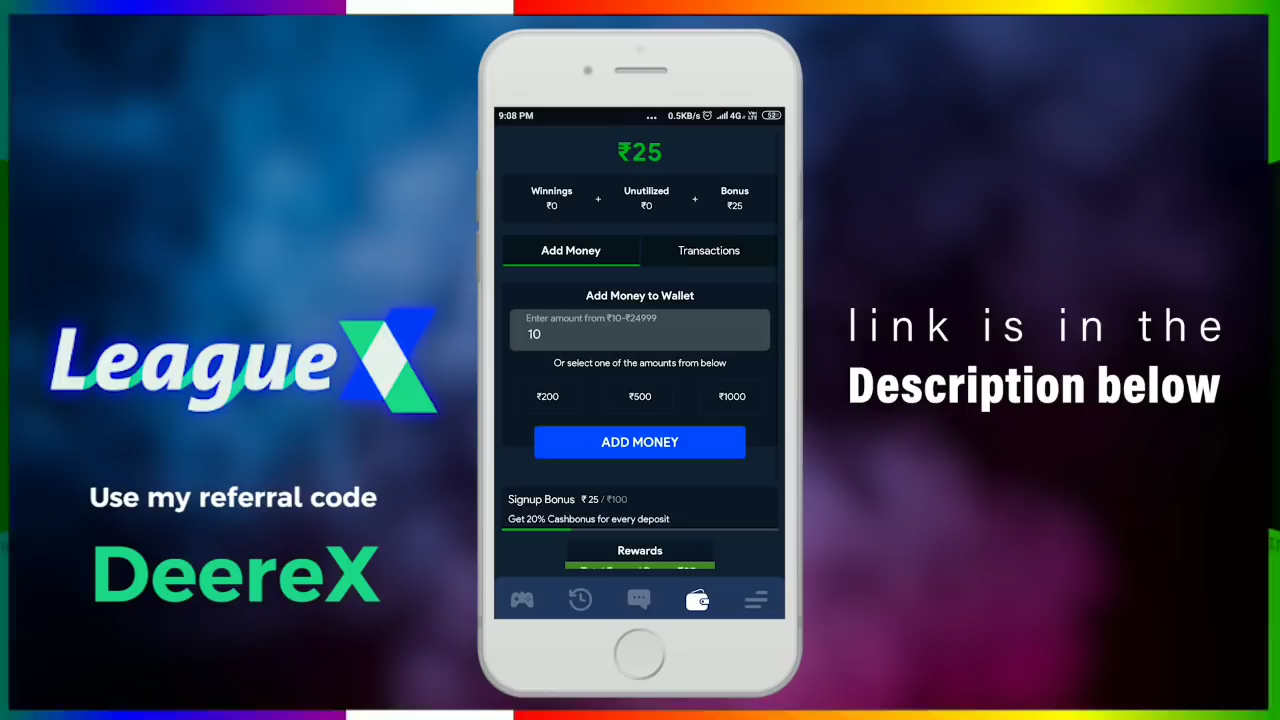 League X
Use my referral code
DeereX
9:08 PM
... 0.5KB/s 4G 52
₹25
Winnings + Unutilized + Bonus
₹0 ₹0 ₹25
Add Money Transactions
Add Money to Wallet
Enter amount from ₹10-₹24999
10
Or select one of the amounts from below
₹200 ₹500 ₹1000
ADD MONEY
Signup Bonus ₹ 25 / ₹100
Get 20% Cashbonus for every deposit
Rewards
link is in the
Description below